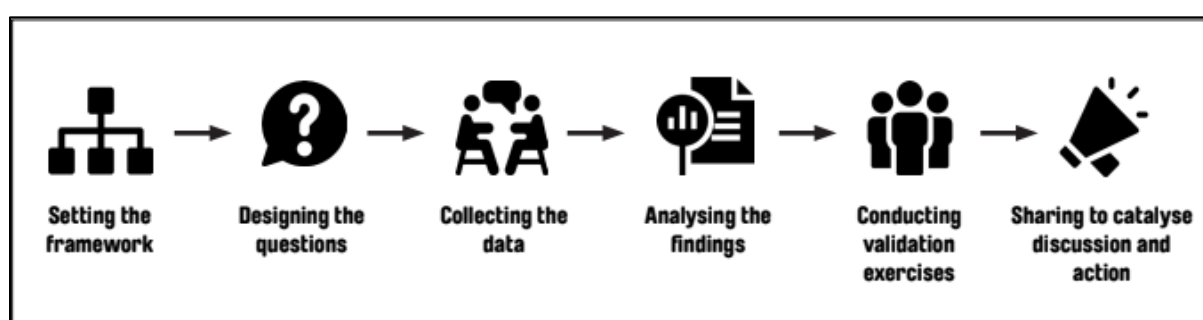 Setting the
framework
Designing the
questions
Collecting the
data
Analysing the
findings
Conducting
validation
exercises
Sharing to catalyse
discussion and
action